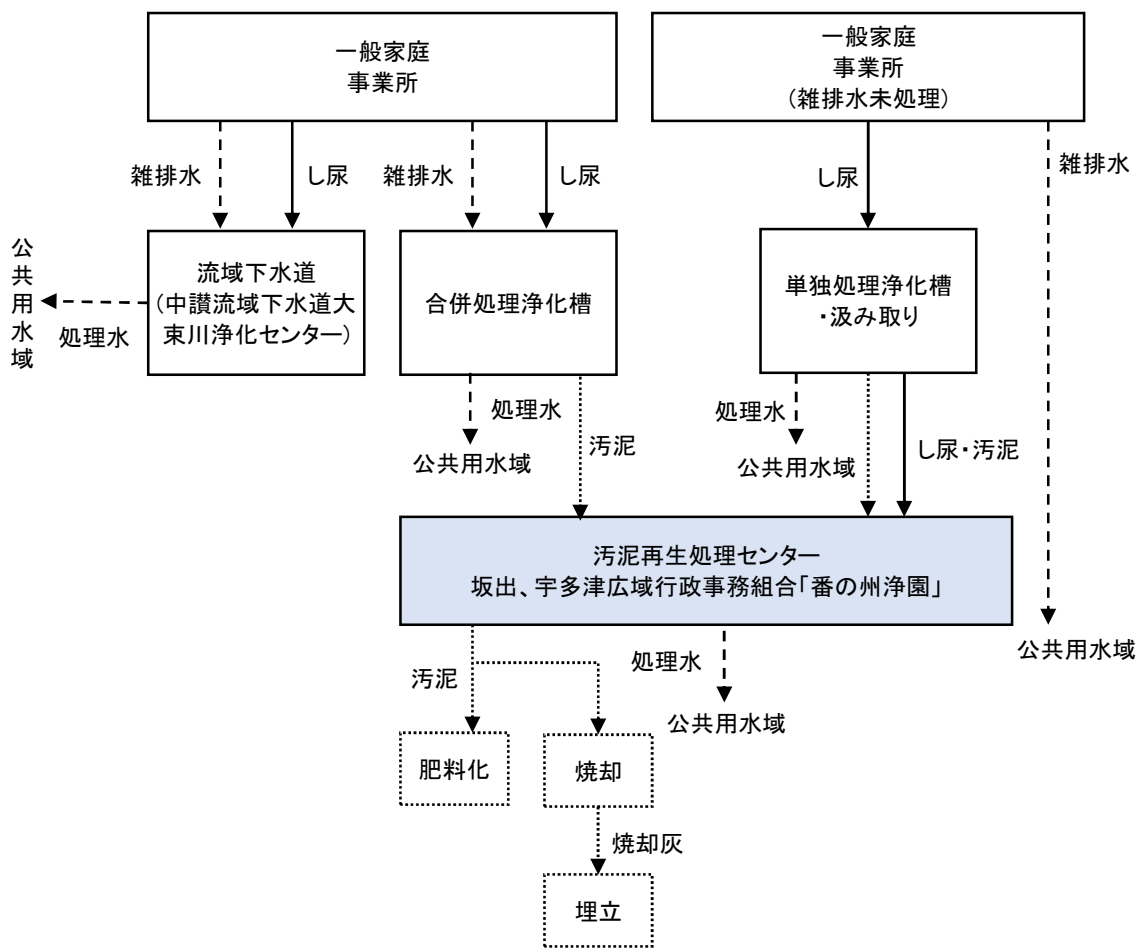 一般家庭
事業所
一般家庭
事業所
(雑排水未処理)
雑排水
し尿
雑排水
し尿
し尿
雑排水
公共用水域
処理水
流域下水道
(中讃流域下水道大
束川浄化センター)
合併処理浄化槽
単独処理浄化槽
・汲み取り
処理水
公共用水域
汚泥
処理水
公共用水域
し尿・汚泥
汚泥再生処理センター
坂出、宇多津広域行政事務組合「番の州浄園」
公共用水域
汚泥
処理水
公共用水域
肥料化
焼却
焼却灰
埋立